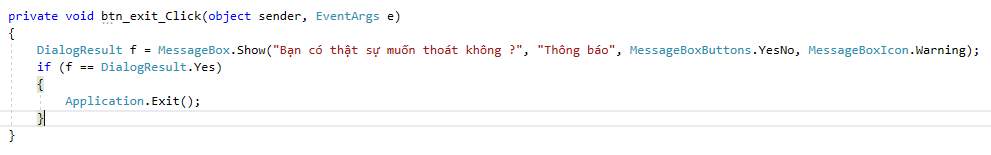 private void btn_exit_Click(object sender, EventArgs e)
{
    DialogResult f = MessageBox.Show("Bạn có thật sự muốn thoát không ?", "Thông báo", MessageBoxButtons.YesNo, MessageBoxIcon.Warning);
    if (f == DialogResult.Yes)
    {
        Application.Exit();
    }
}